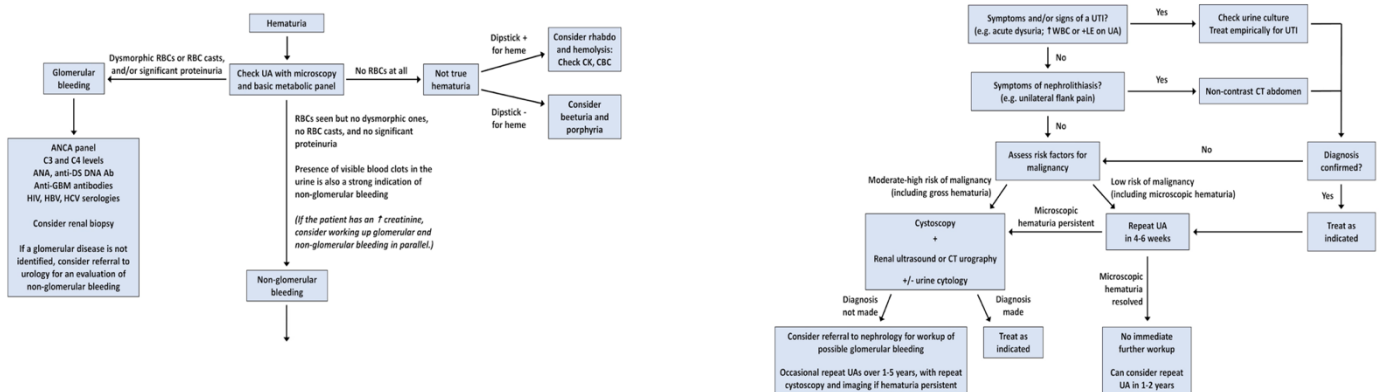 Hematuria
Dysmorphic RBCs or RBC casts,
and/or significant proteinuria
Glomerular
bleeding
Check UA with microscopy
and basic metabolic panel
No RBCs at all
Not true
hematuria
Dipstick +
for heme
Consider rhabdo
and hemolysis:
Check CK, CBC
Dipstick -
for heme
Consider
beeturia and
porphyria
ANCA panel
C3 and C4 levels
ANA, anti-DS DNA Ab
Anti-GBM antibodies
HIV, HBV, HCV serologies
Consider renal biopsy
If a glomerular disease is not
identified, consider referral to
urology for an evaluation of
non-glomerular bleeding
RBCs seen but no dysmorphic ones,
no RBC casts, and no significant
proteinuria
Presence of visible blood clots in the
urine is also a strong indication of
non-glomerular bleeding
(If the patient has an ↑ creatinine,
consider working up glomerular and
non-glomerular bleeding in parallel.)
Non-glomerular
bleeding
Symptoms and/or signs of a UTI?
(e.g. acute dysuria; ↑WBC or +LE on UA)
Yes
Check urine culture
Treat empirically for UTI
No
Symptoms of nephrolithiasis?
(e.g. unilateral flank pain)
Yes
Non-contrast CT abdomen
No
Assess risk factors for
malignancy
No
Diagnosis
confirmed?
Moderate-high risk of malignancy
(including gross hematuria)
Low risk of malignancy
(including microscopic hematuria)
Yes
Cystoscopy
+
Renal ultrasound or CT urography
+/- urine cytology
Microscopic
hematuria persistent
Repeat UA
in 4-6 weeks
Treat as
indicated
Microscopic
hematuria
resolved
Diagnosis
not made
Diagnosis
made
Consider referral to nephrology for workup of
possible glomerular bleeding
Occasional repeat UAs over 1-5 years, with repeat
cystoscopy and imaging if hematuria persistent
Treat as
indicated
No immediate
further workup
Can consider repeat
UA in 1-2 years